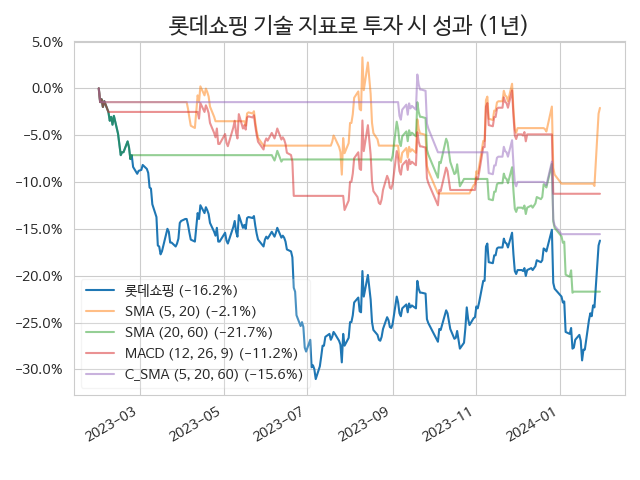 롯데쇼핑 기술 지표로 투자 시 성과 (1년)
5.0%
0.0%
−5.0%
−10.0%
−15.0%
−20.0%
−25.0%
−30.0%
롯데쇼핑 (−16.2%)
SMA (5, 20) (−2.1%)
SMA (20, 60) (−21.7%)
MACD (12, 26, 9) (−11.2%)
C_SMA (5, 20, 60) (−15.6%)
2023−03
2023−05
2023−07
2023−09
2023−11
2024−01